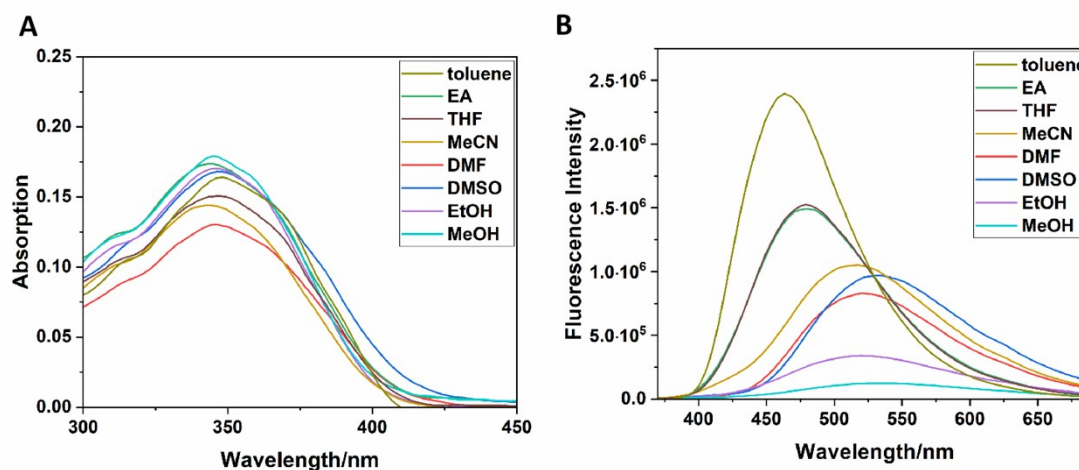 A
Absorption
0.25
0.20
0.15
0.10
0.05
0.00
300
350
400
450
Wavelength/nm
toluene
EA
THF
MeCN
DMF
DMSO
EtOH
MeOH
B
Fluorescence Intensity
2.5·10⁶
2.0·10⁶
1.5·10⁶
1.0·10⁶
5.0·10⁵
0
400
450
500
550
600
650
Wavelength/nm
toluene
EA
THF
MeCN
DMF
DMSO
EtOH
MeOH